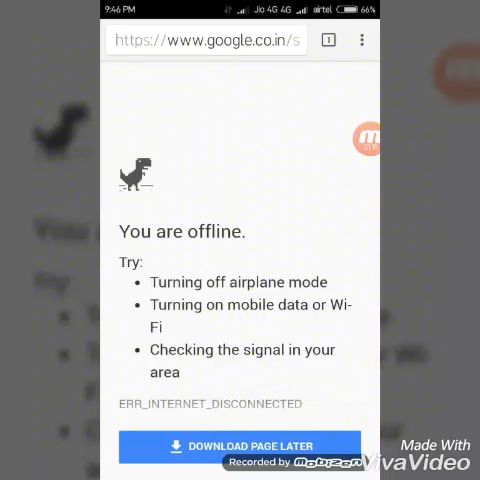 9:46 PM Jio 4G 4G airtel 66%
https://www.google.co.in/s 1
You are offline.
Try:
• Turning off airplane mode
• Turning on mobile data or Wi-
Fi
• Checking the signal in your
area
ERR_INTERNET_DISCONNECTED
DOWNLOAD PAGE LATER
Made With
Recorded by Mobizen VivaVideo